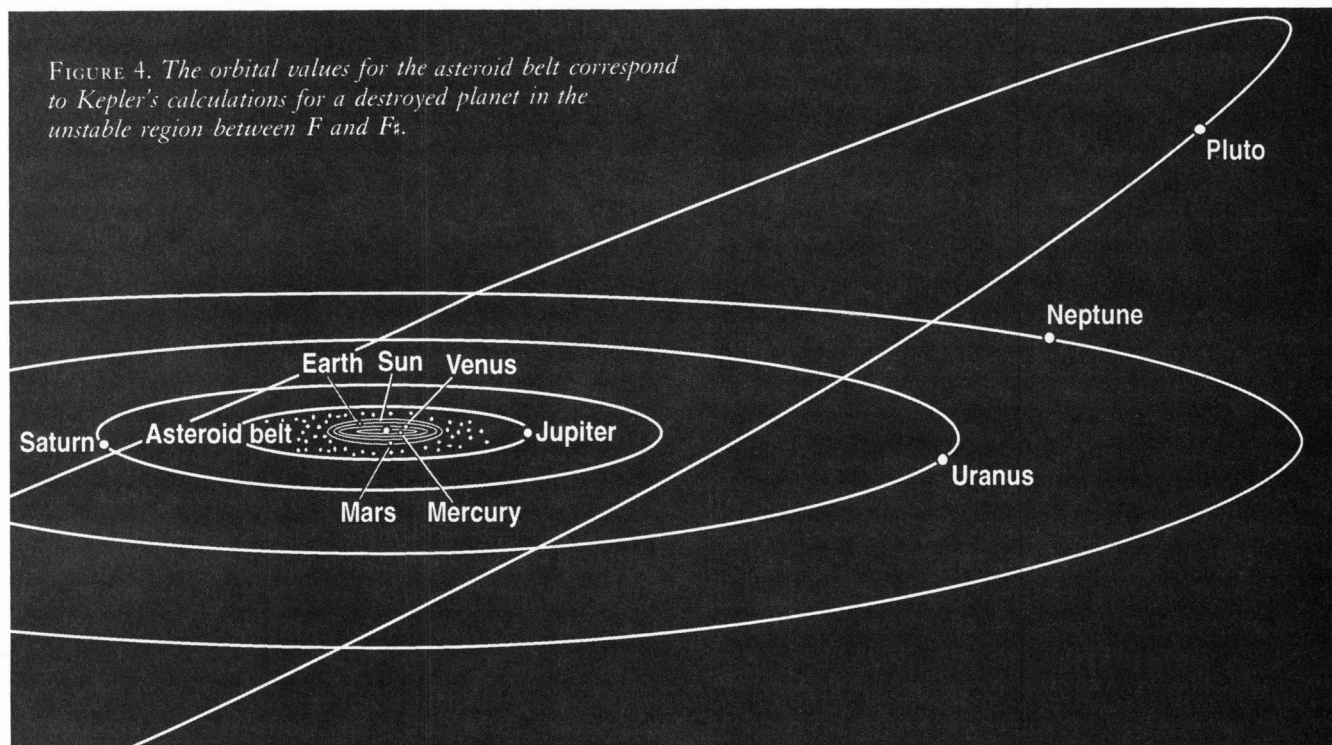 FIGURE 4. The orbital values for the asteroid belt correspond
to Kepler's calculations for a destroyed planet in the
unstable region between F and F♮.
Pluto
Neptune
Earth Sun Venus
Saturn Asteroid belt Jupiter
Uranus
Mars Mercury